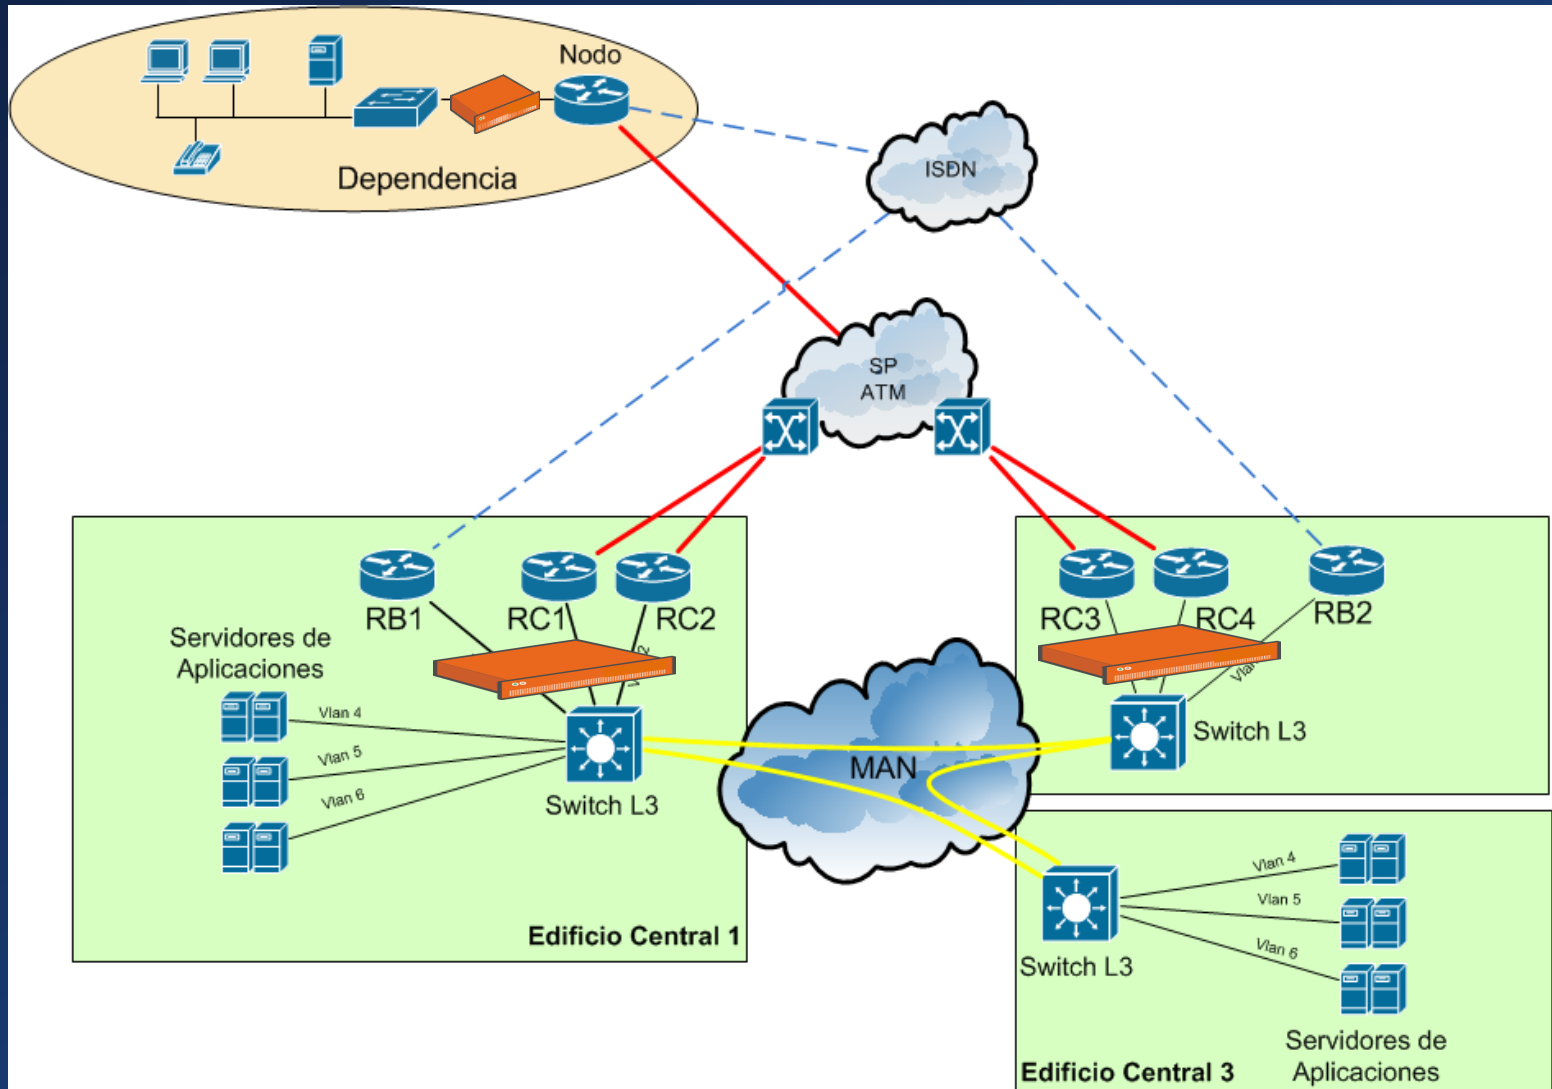 Nodo
Dependencia
ISDN
SP
ATM
RB1
RC1
RC2
RC3
RC4
RB2
Servidores de
Aplicaciones
Vlan 4
Vlan 5
Vlan 6
Switch L3
MAN
Switch L3
Edificio Central 1
Vlan 4
Vlan 5
Vlan 6
Switch L3
Servidores de
Aplicaciones
Edificio Central 3